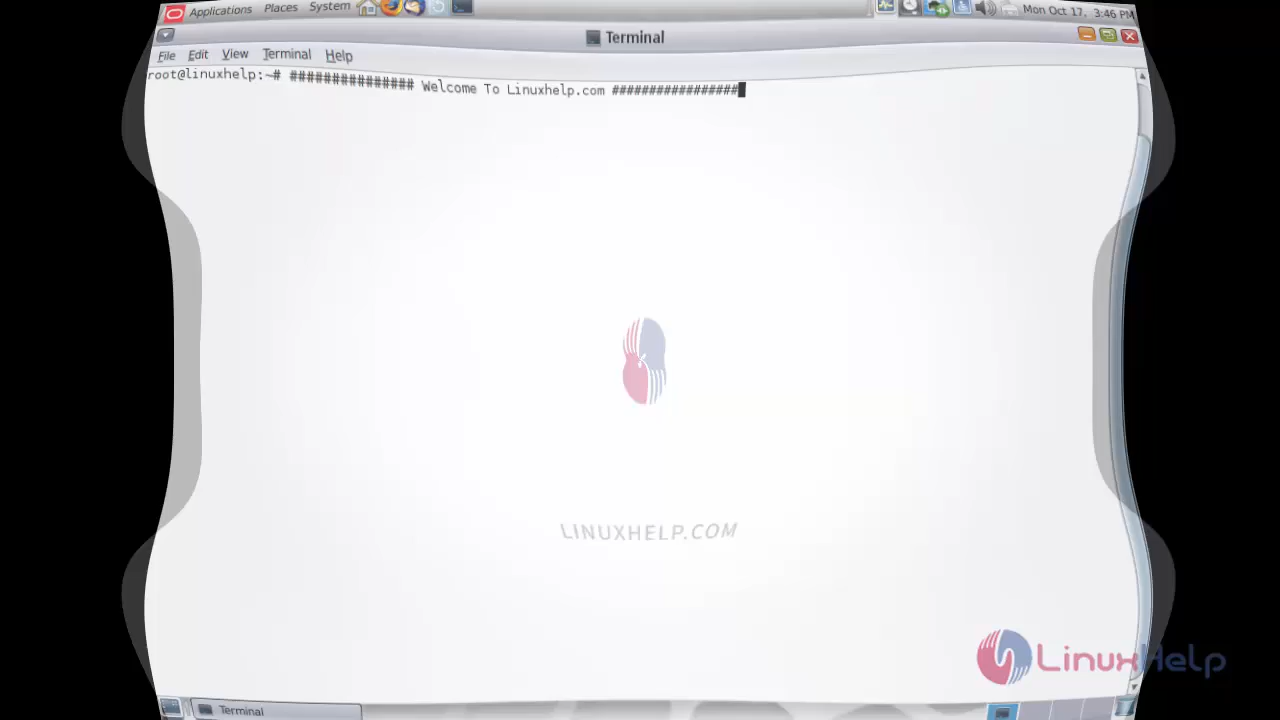 Applications Places System Mon Oct 17, 3:46 PM
Terminal
File Edit View Terminal Help
root@linuxhelp:~# ############### Welcome To Linuxhelp.com #################
LINUXHELP.COM
LinuxHelp
Terminal